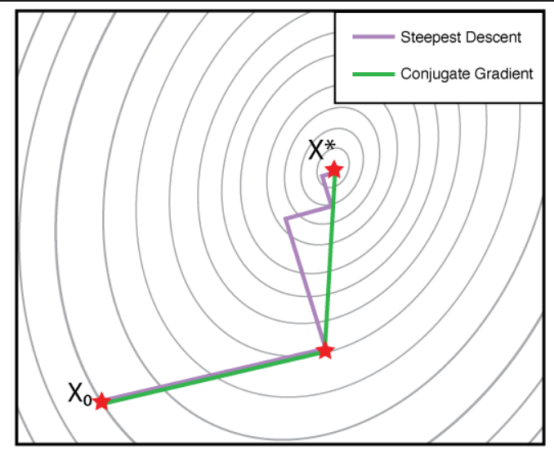 Steepest Descent
Conjugate Gradient
X*
X₀